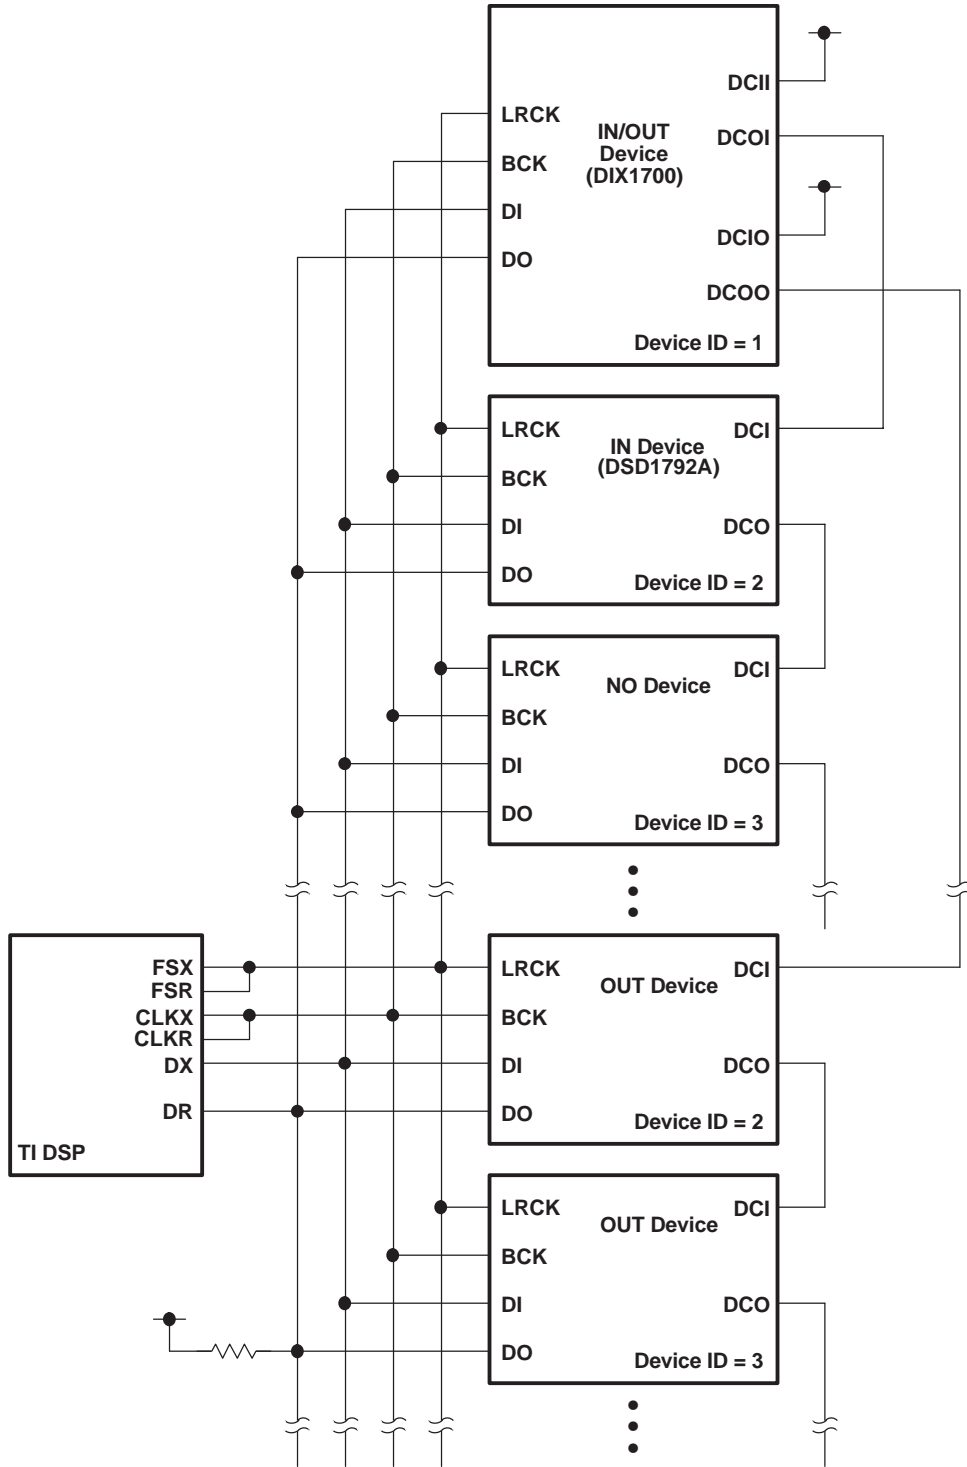 DCII
LRCK
IN/OUT
Device
(DIX1700)
DCOI
BCK
DI
DCIO
DO
DCOO
Device ID = 1
LRCK
DCI
IN Device
(DSD1792A)
BCK
DI
DCO
DO
Device ID = 2
LRCK
DCI
NO Device
BCK
DI
DCO
DO
Device ID = 3
FSX
FSR
CLKX
CLKR
DX
DR
TI DSP
LRCK
DCI
OUT Device
BCK
DI
DCO
DO
Device ID = 2
LRCK
DCI
OUT Device
BCK
DI
DCO
DO
Device ID = 3